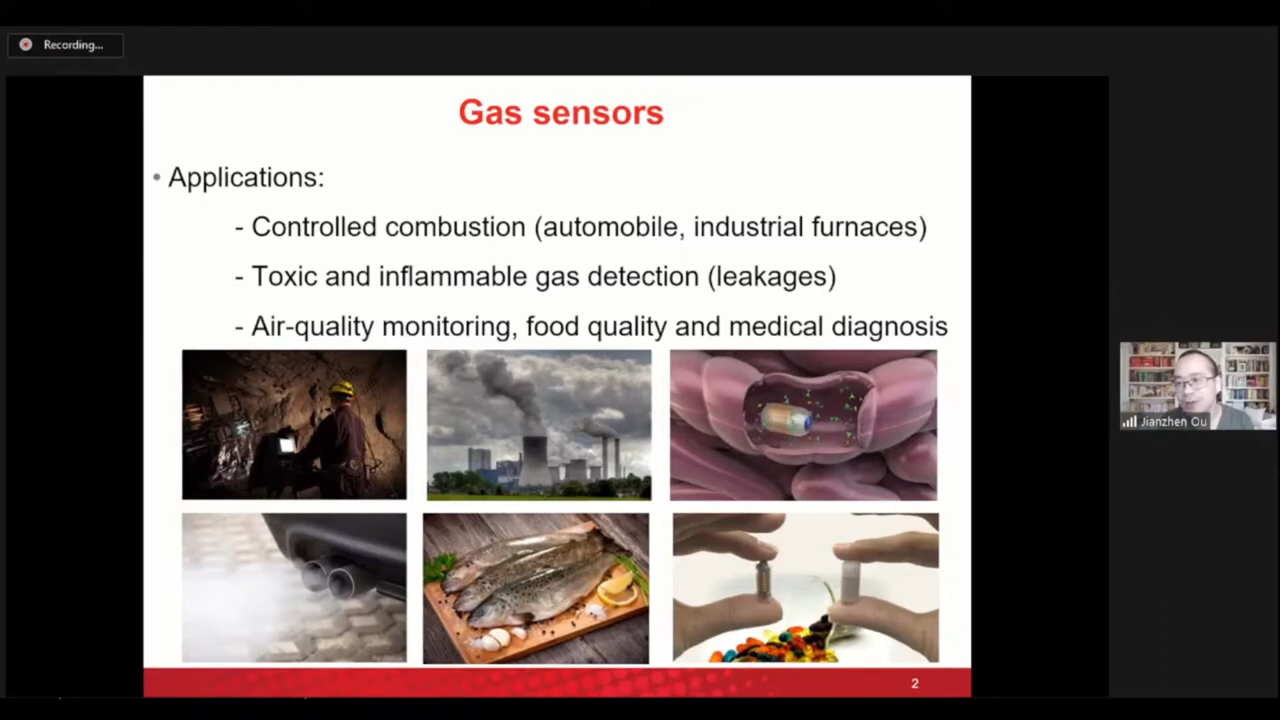 Recording...
Gas sensors
• Applications:
- Controlled combustion (automobile, industrial furnaces)
- Toxic and inflammable gas detection (leakages)
- Air-quality monitoring, food quality and medical diagnosis
Jianzhen Ou
2